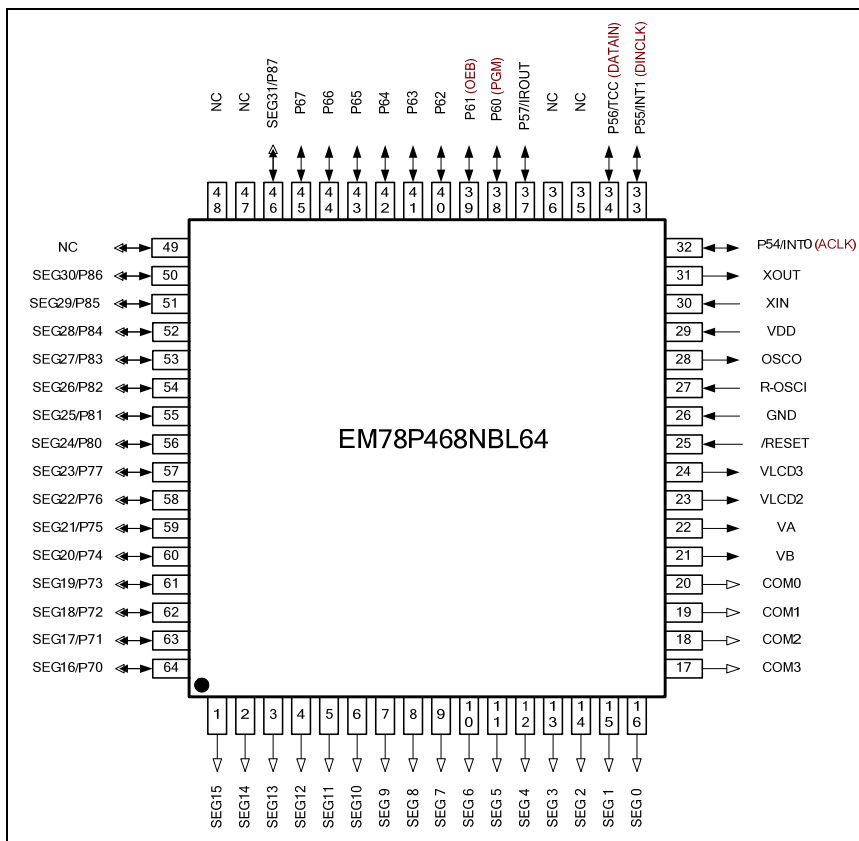 NC
NC
SEG31/P87
P67
P66
P65
P64
P63
P62
P61 (OEB)
P60 (PGM)
P57/IROUT
NC
NC
P56/TCC (DATAIN)
P55/INT1 (DINCLK)
48
47
46
45
44
43
42
41
40
39
38
37
36
35
34
33
NC 49
SEG30/P86 50
SEG29/P85 51
SEG28/P84 52
SEG27/P83 53
SEG26/P82 54
SEG25/P81 55
SEG24/P80 56
SEG23/P77 57
SEG22/P76 58
SEG21/P75 59
SEG20/P74 60
SEG19/P73 61
SEG18/P72 62
SEG17/P71 63
SEG16/P70 64
EM78P468NBL64
32 P54/INT0 (ACLK)
31 XOUT
30 XIN
29 VDD
28 OSCO
27 R-OSCI
26 GND
25 /RESET
24 VLCD3
23 VLCD2
22 VA
21 VB
20 COM0
19 COM1
18 COM2
17 COM3
1
2
3
4
5
6
7
8
9
10
11
12
13
14
15
16
SEG15
SEG14
SEG13
SEG12
SEG11
SEG10
SEG 9
SEG 8
SEG 7
SEG 6
SEG 5
SEG 4
SEG 3
SEG 2
SEG 1
SEG 0